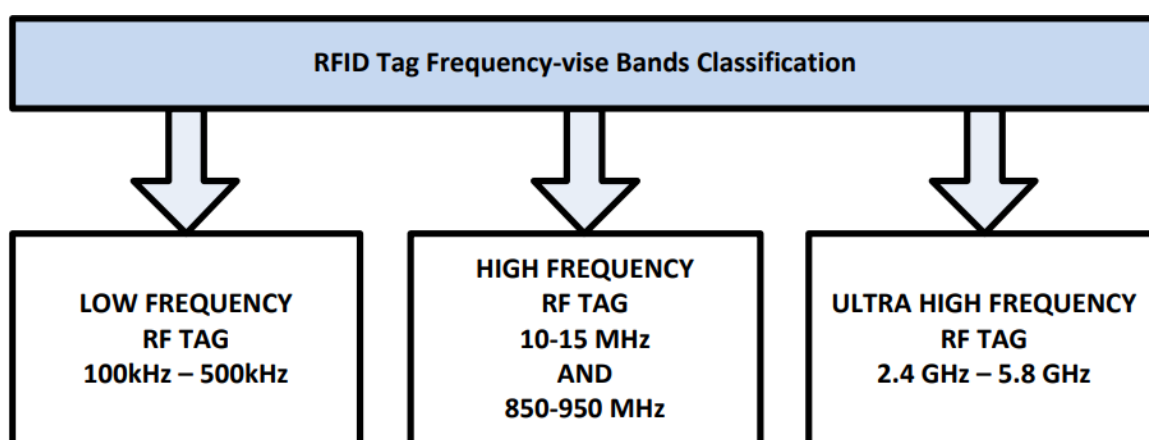 RFID Tag Frequency-vise Bands Classification
LOW FREQUENCY
RF TAG
100kHz – 500kHz
HIGH FREQUENCY
RF TAG
10-15 MHz
AND
850-950 MHz
ULTRA HIGH FREQUENCY
RF TAG
2.4 GHz – 5.8 GHz